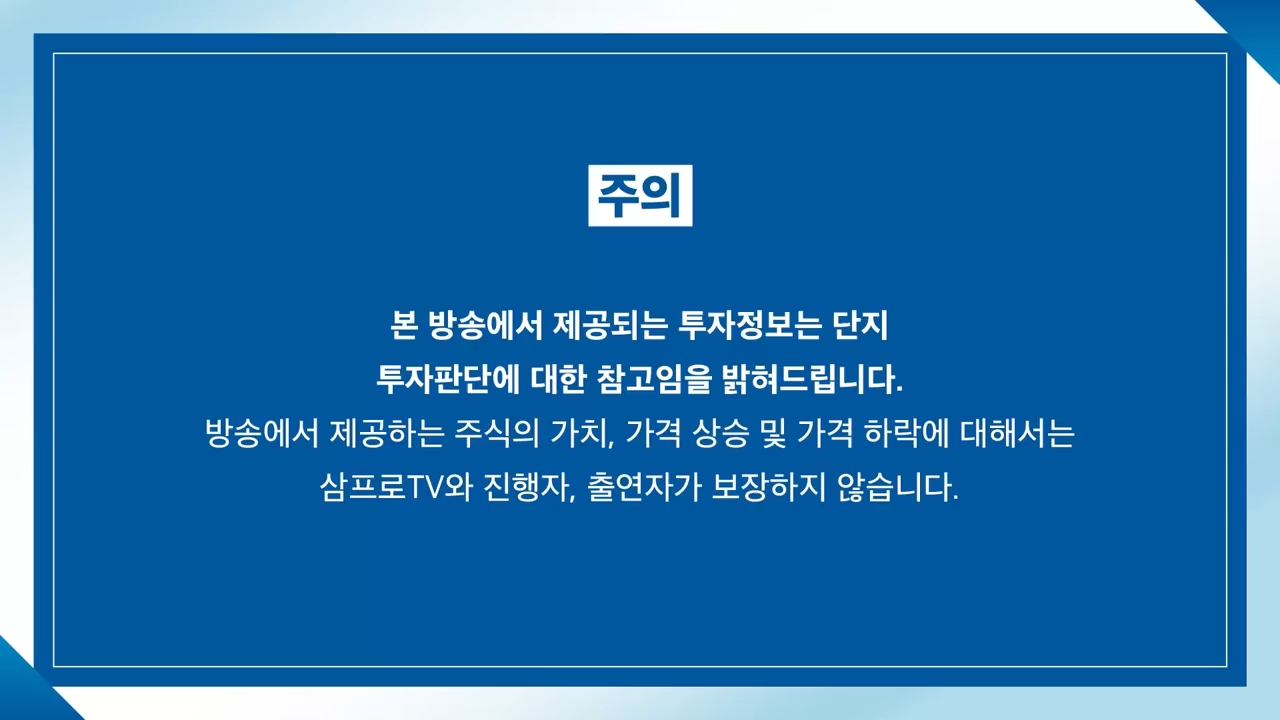 주의
본 방송에서 제공되는 투자정보는 단지
투자판단에 대한 참고임을 밝혀드립니다.
방송에서 제공하는 주식의 가치, 가격 상승 및 가격 하락에 대해서는
삼프로TV와 진행자, 출연자가 보장하지 않습니다.